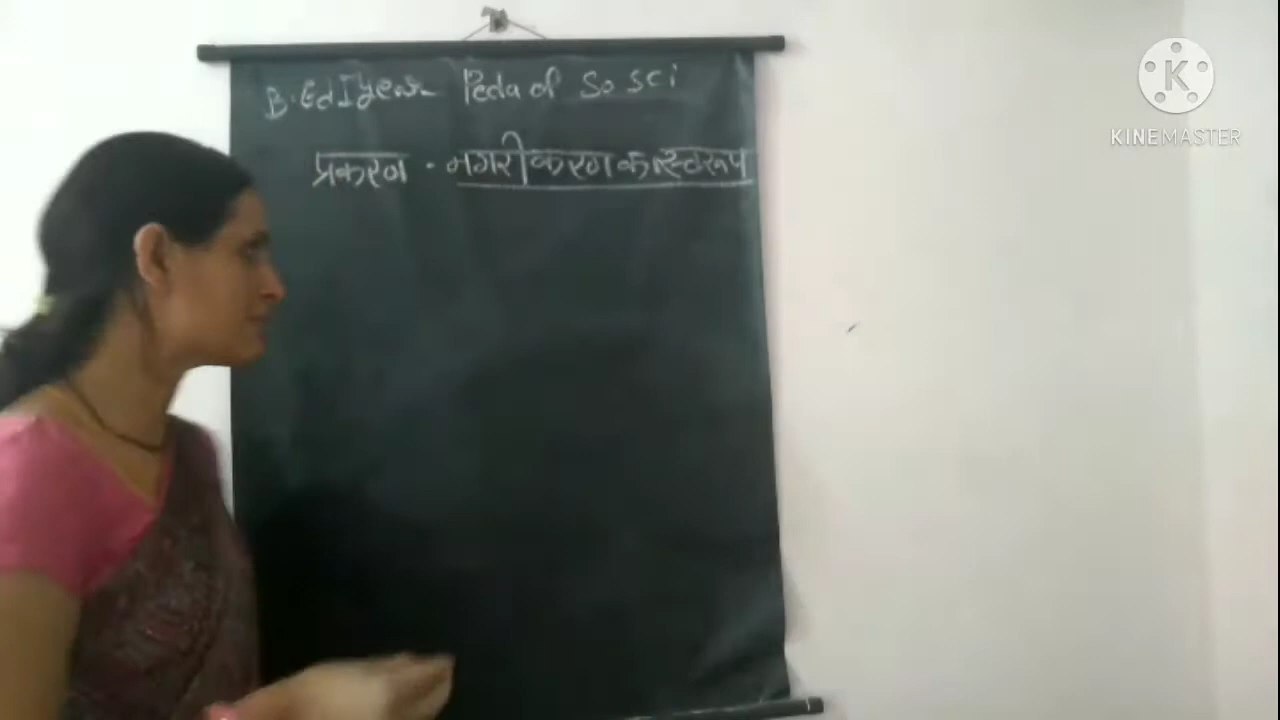 B.Ed I year Peda of So Sci
प्रकरण - नगरीकरण का स्वरूप
KINEMASTER